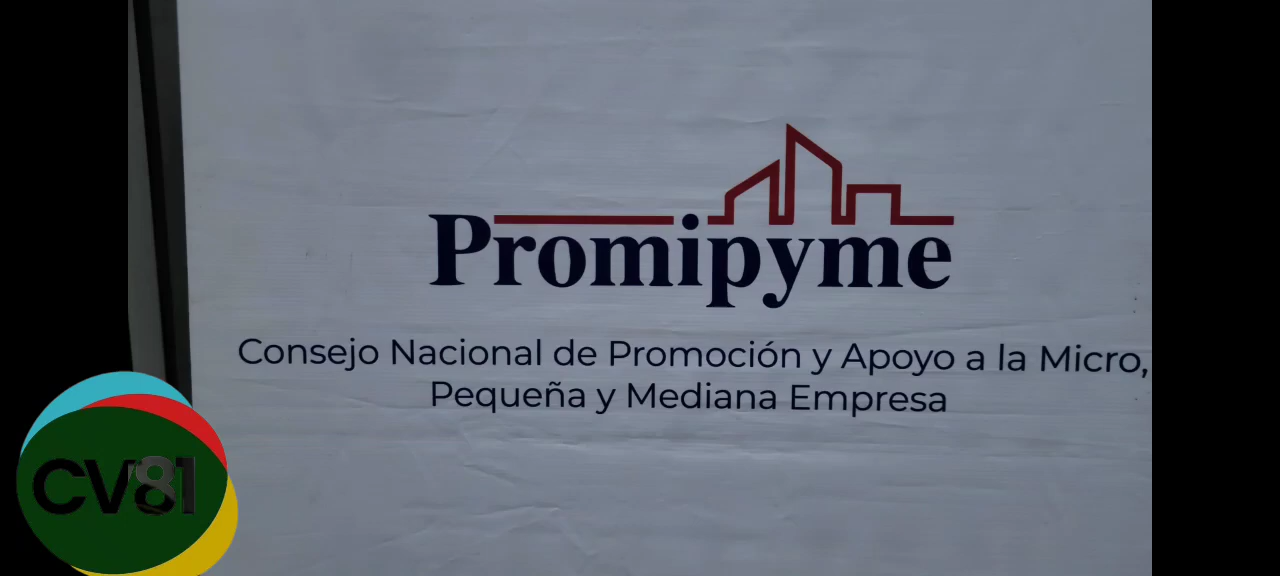 Promipyme
Consejo Nacional de Promoción y Apoyo a la Micro,
Pequeña y Mediana Empresa
CV81